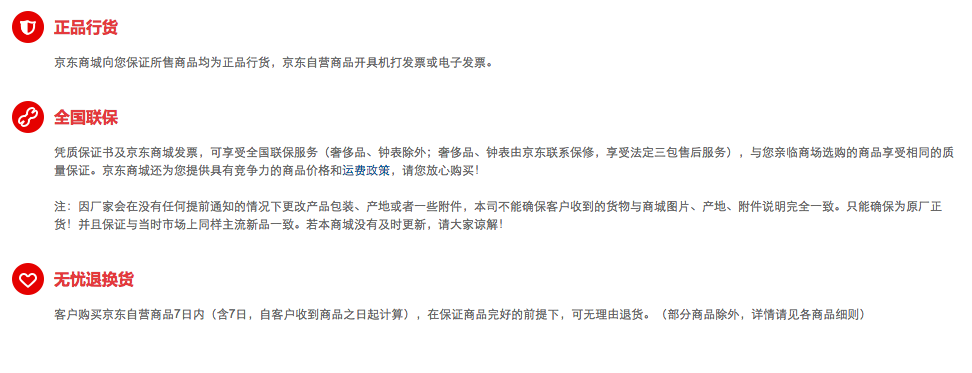 正品行货
京东商城向您保证所售商品均为正品行货，京东自营商品开具机打发票或电子发票。
全国联保
凭质保证书及京东商城发票，可享受全国联保服务（奢侈品、钟表除外；奢侈品、钟表由京东联系保修，享受法定三包售后服务），与您亲临商场选购的商品享受相同的质
量保证。京东商城还为您提供具有竞争力的商品价格和运费政策，请您放心购买！
注：因厂家会在没有任何提前通知的情况下更改产品包装、产地或者一些附件，本司不能确保客户收到的货物与商城图片、产地、附件说明完全一致。只能确保为原厂正
货！并且保证与当时市场上同样主流新品一致。若本商城没有及时更新，请大家谅解！
无忧退换货
客户购买京东自营商品7日内（含7日，自客户收到商品之日起计算），在保证商品完好的前提下，可无理由退货。（部分商品除外，详情请见各商品细则）